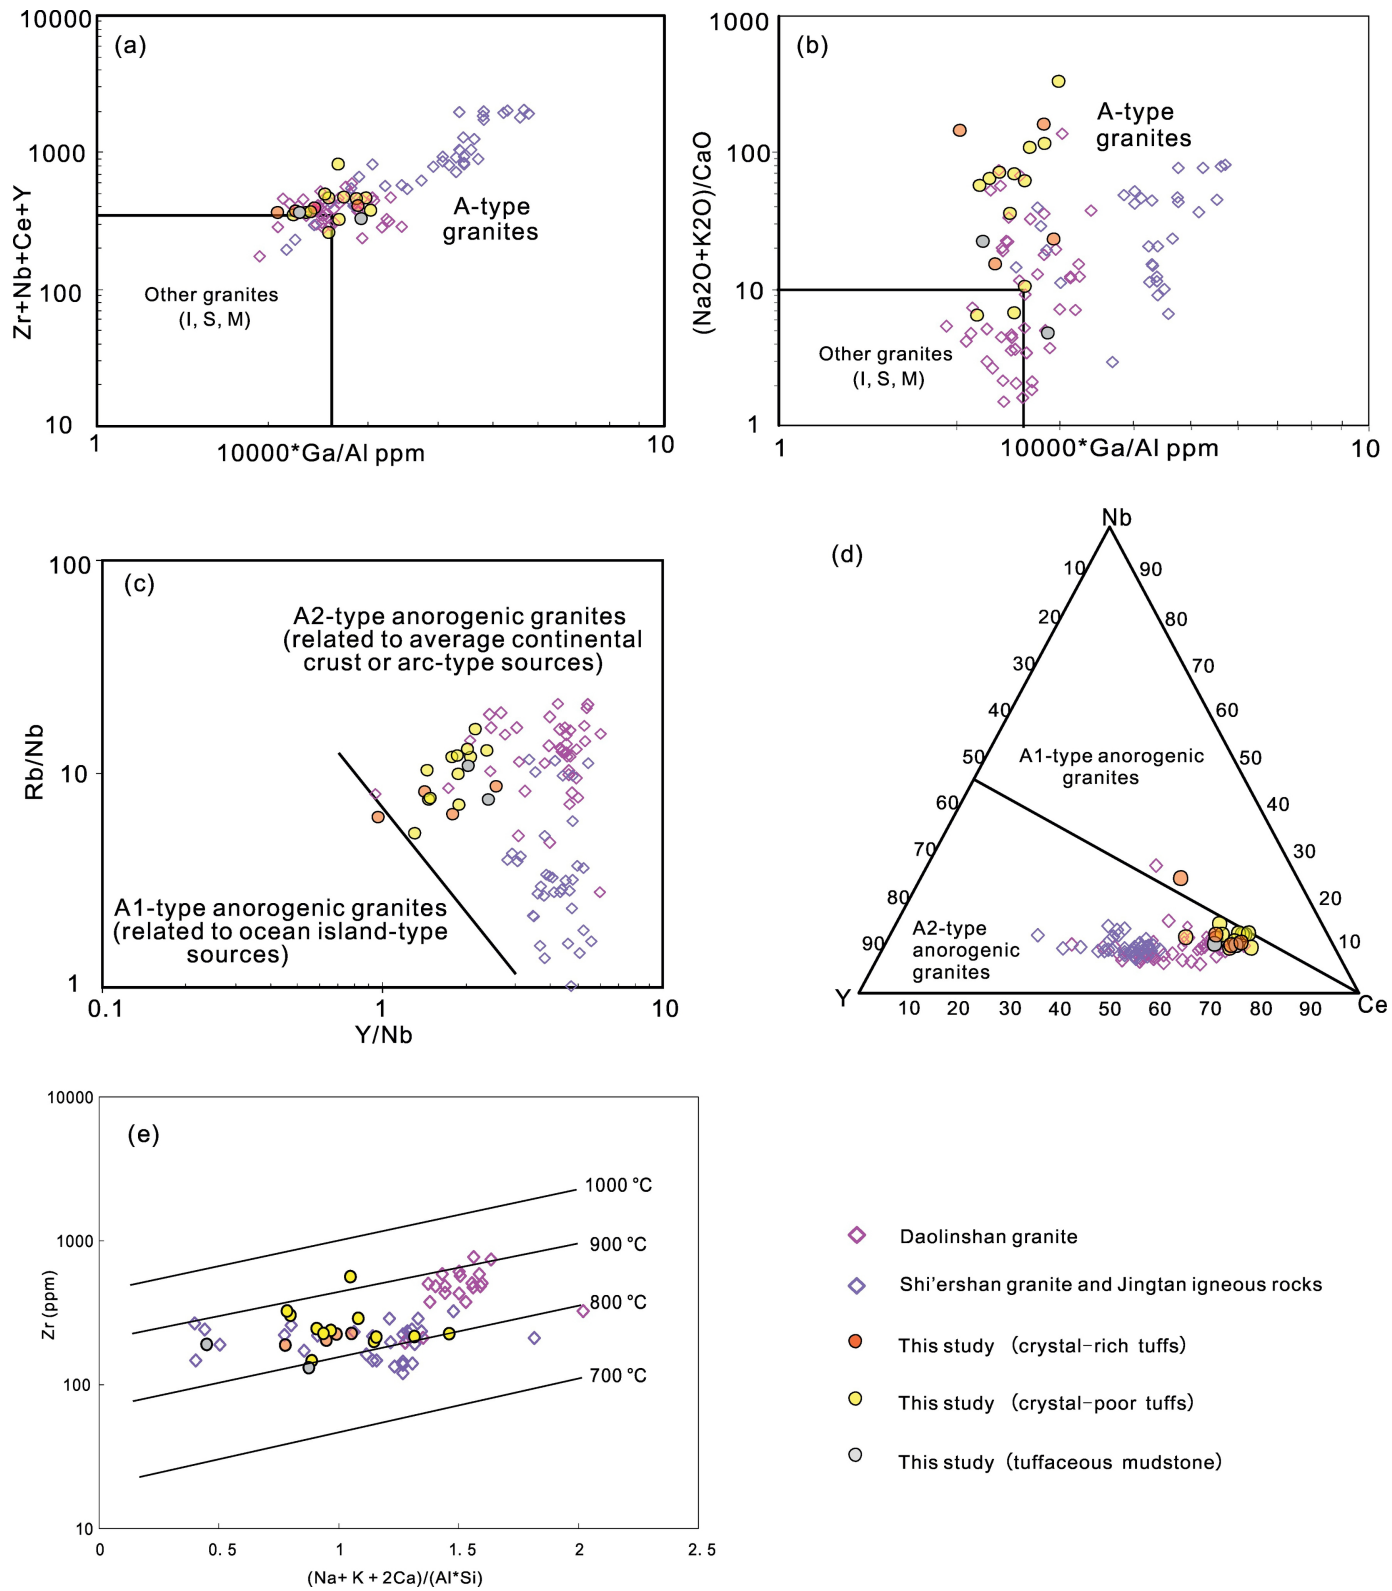 (a)
10000
1000
100
10
Zr+Nb+Ce+Y
A-type
granites
Other granites
(I, S, M)
1
10000*Ga/Al ppm
10
(b)
1000
100
10
1
(Na2O+K2O)/CaO
A-type
granites
Other granites
(I, S, M)
1
10000*Ga/Al ppm
10
(c)
100
10
1
Rb/Nb
A2-type anorogenic granites
(related to average continental
crust or arc-type sources)
A1-type anorogenic granites
(related to ocean island-type
sources)
0.1
1
10
Y/Nb
(d)
Nb
10
90
20
80
30
70
40
60
50
50
60
40
70
30
80
20
90
10
A1-type anorogenic
granites
A2-type
anorogenic
granites
Y
Ce
10 20 30 40 50 60 70 80 90
(e)
10000
1000
100
10
Zr (ppm)
1000 °C
900 °C
800 °C
700 °C
0 0. 5 1 1. 5 2 2. 5
(Na+ K + 2Ca)/(Al*Si)
Daolinshan granite
Shi'ershan granite and Jingtan igneous rocks
This study (crystal-rich tuffs)
This study (crystal-poor tuffs)
This study (tuffaceous mudstone)